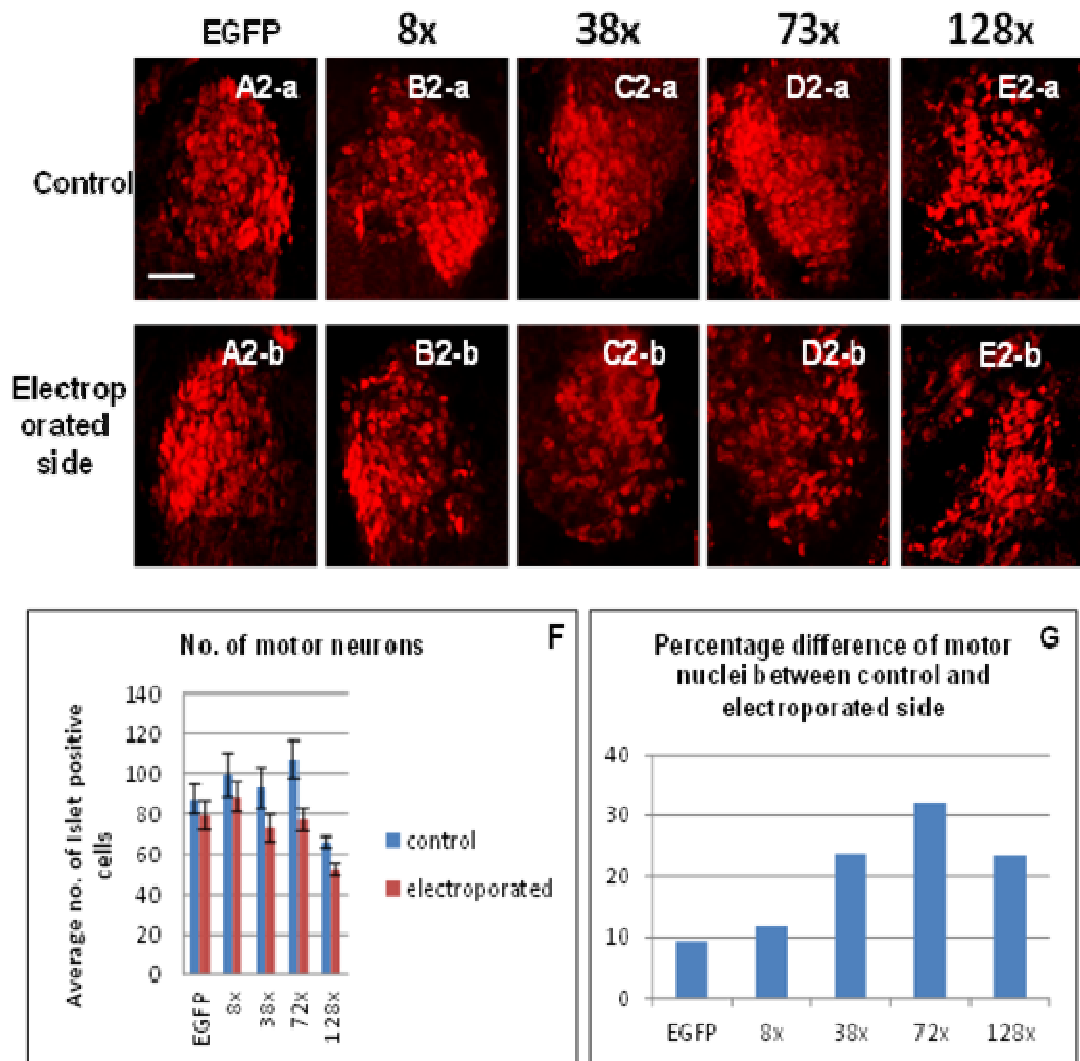 EGFP 8x 38x 73x 128x
Control
A2-a B2-a C2-a D2-a E2-a
Electrop
orated
side
A2-b B2-b C2-b D2-b E2-b
No. of motor neurons F
Average no. of Islet positive
cells
140
120
100
80
60
40
20
0
EGFP 8x 38x 72x 128x
control
electroporated
Percentage difference of motor G
nuclei between control and
electroporated side
40
30
20
10
0
EGFP 8x 38x 72x 128x